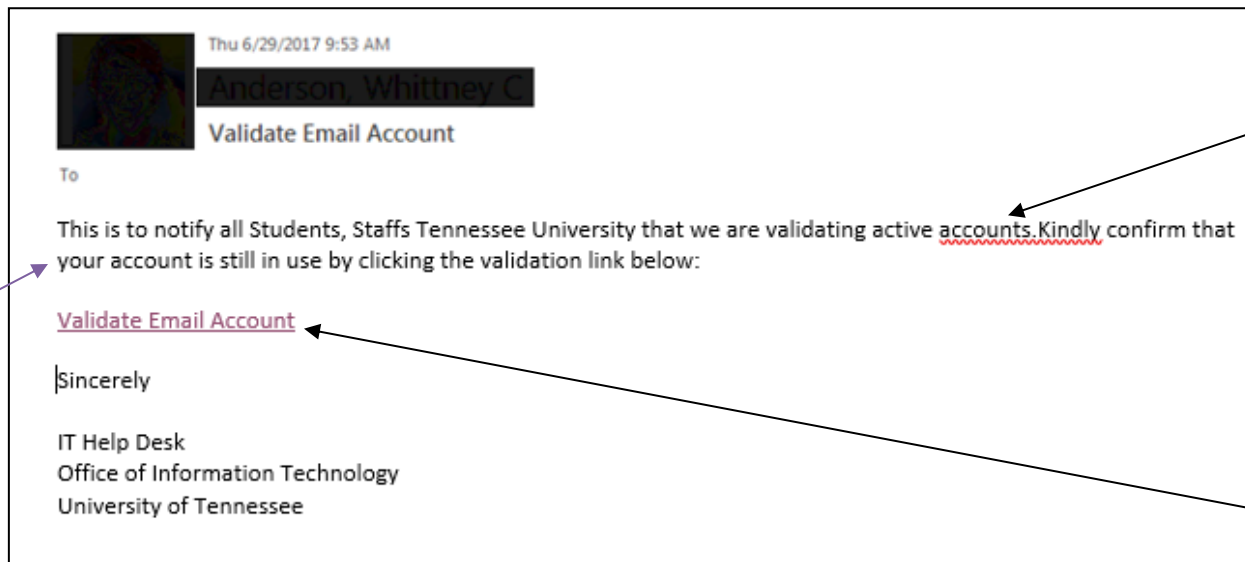 Thu 6/29/2017 9:53 AM
Anderson, Whittney C
Validate Email Account
To
This is to notify all Students, Staffs Tennessee University that we are validating active accounts.Kindly confirm that
your account is still in use by clicking the validation link below:
Validate Email Account
Sincerely
IT Help Desk
Office of Information Technology
University of Tennessee